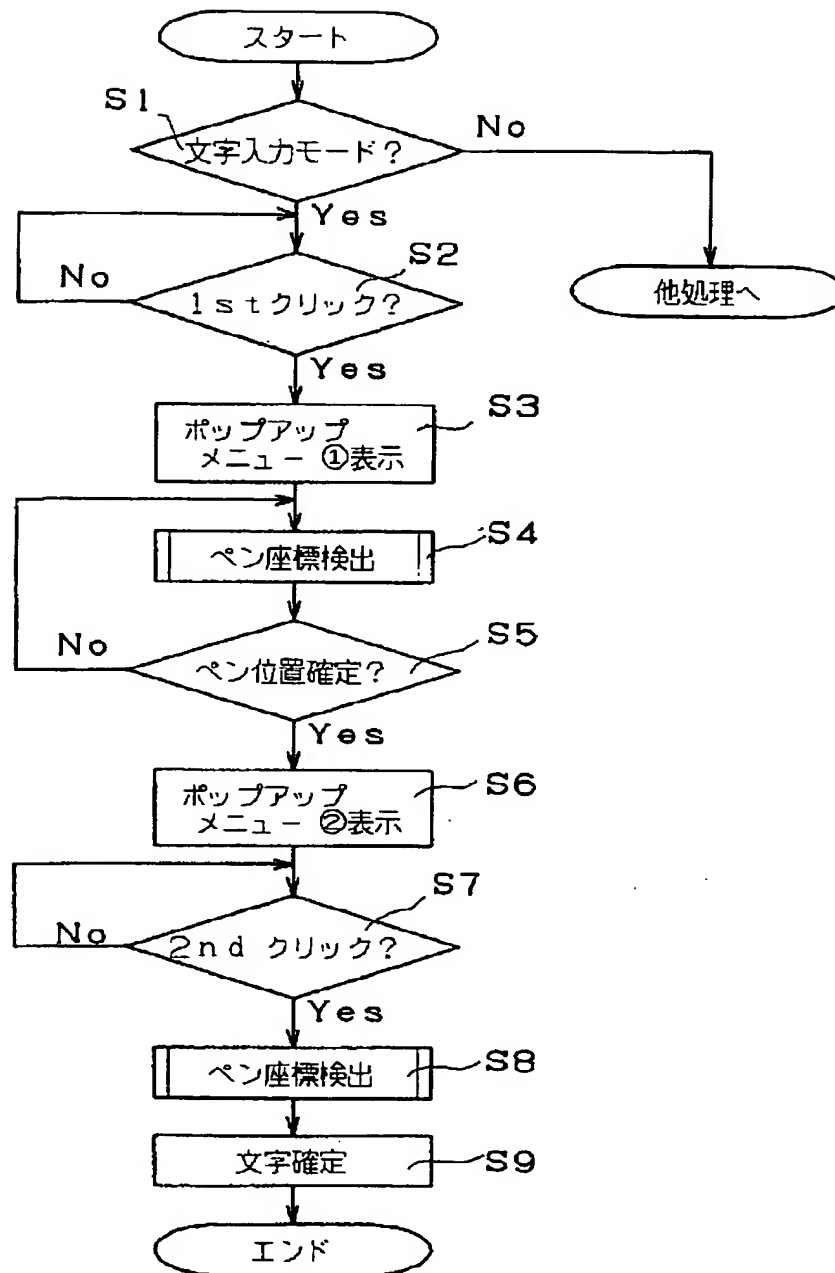 スタート
S1
文字入力モード?
No
Yes
S2
No
1stクリック?
他処理へ
Yes
S3
ポップアップ
メニュー ①表示
S4
ペン座標検出
S5
No
ペン位置確定?
Yes
S6
ポップアップ
メニュー ②表示
S7
No
2nd クリック?
Yes
S8
ペン座標検出
S9
文字確定
エンド